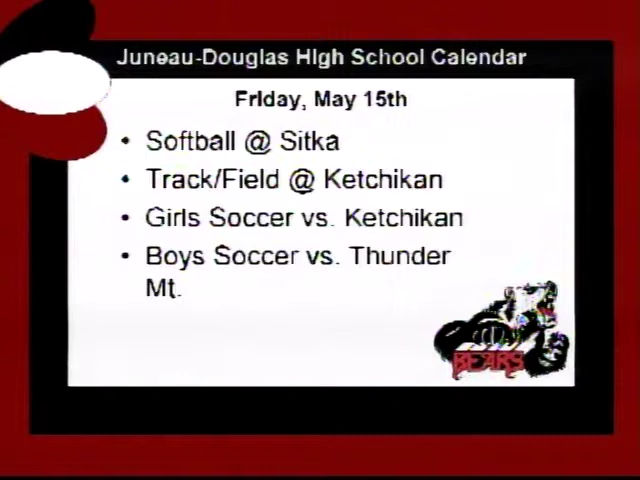 Juneau-Douglas High School Calendar
Friday, May 15th
• Softball @ Sitka
• Track/Field @ Ketchikan
• Girls Soccer vs. Ketchikan
• Boys Soccer vs. Thunder
Mt.
BEARS